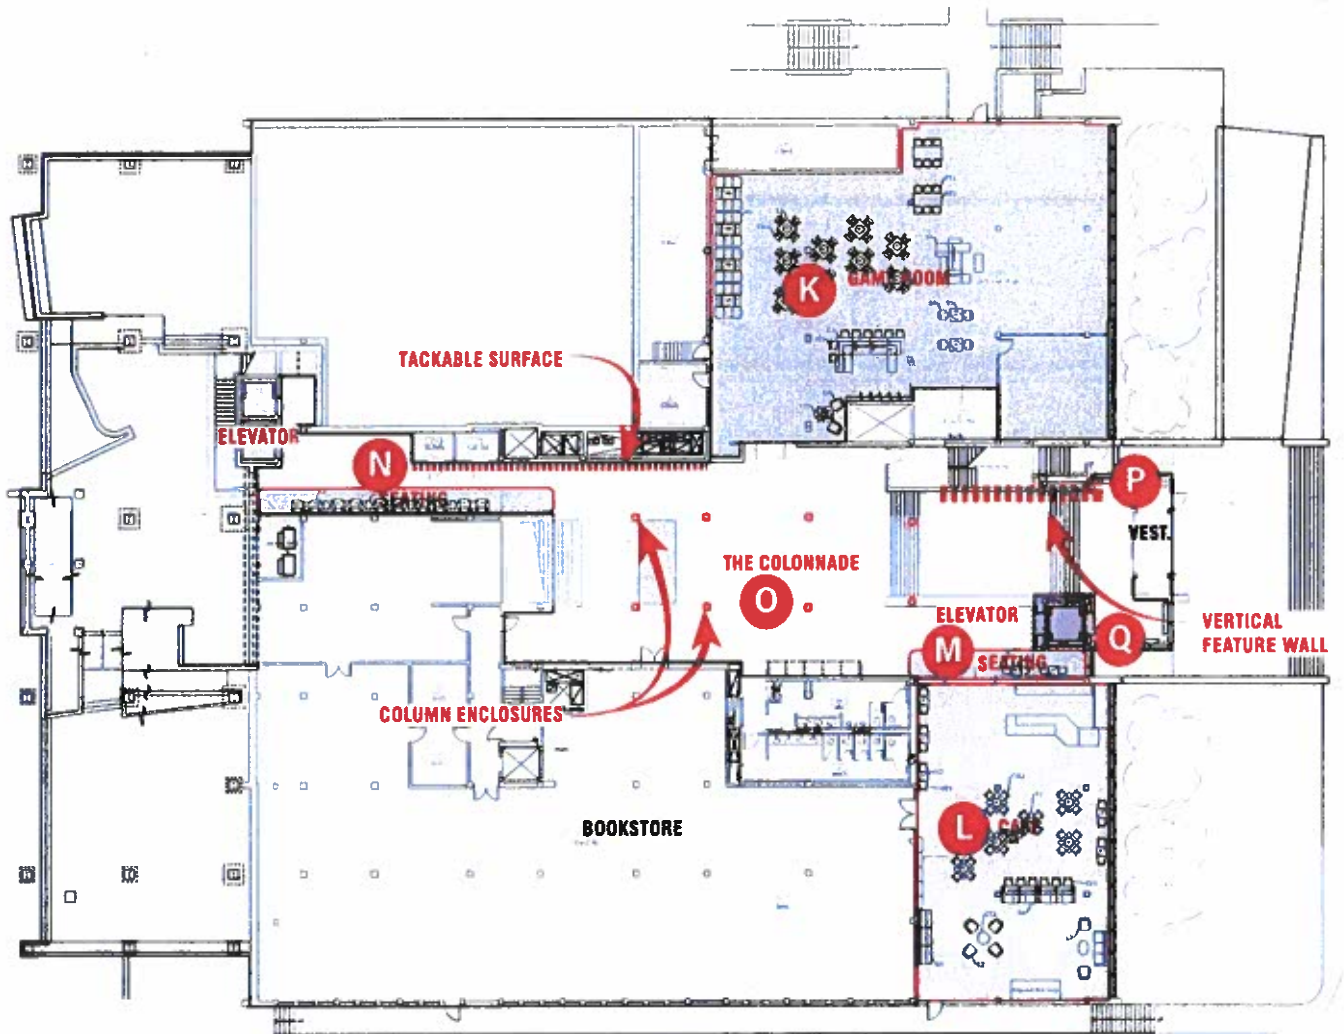 K
GAME ROOM
TACKABLE SURFACE
ELEVATOR
N
SEATING
P
VEST.
THE COLONNADE
O
ELEVATOR
Q
VERTICAL
FEATURE WALL
M
SEATING
COLUMN ENCLOSURES
BOOKSTORE
L
CAFE